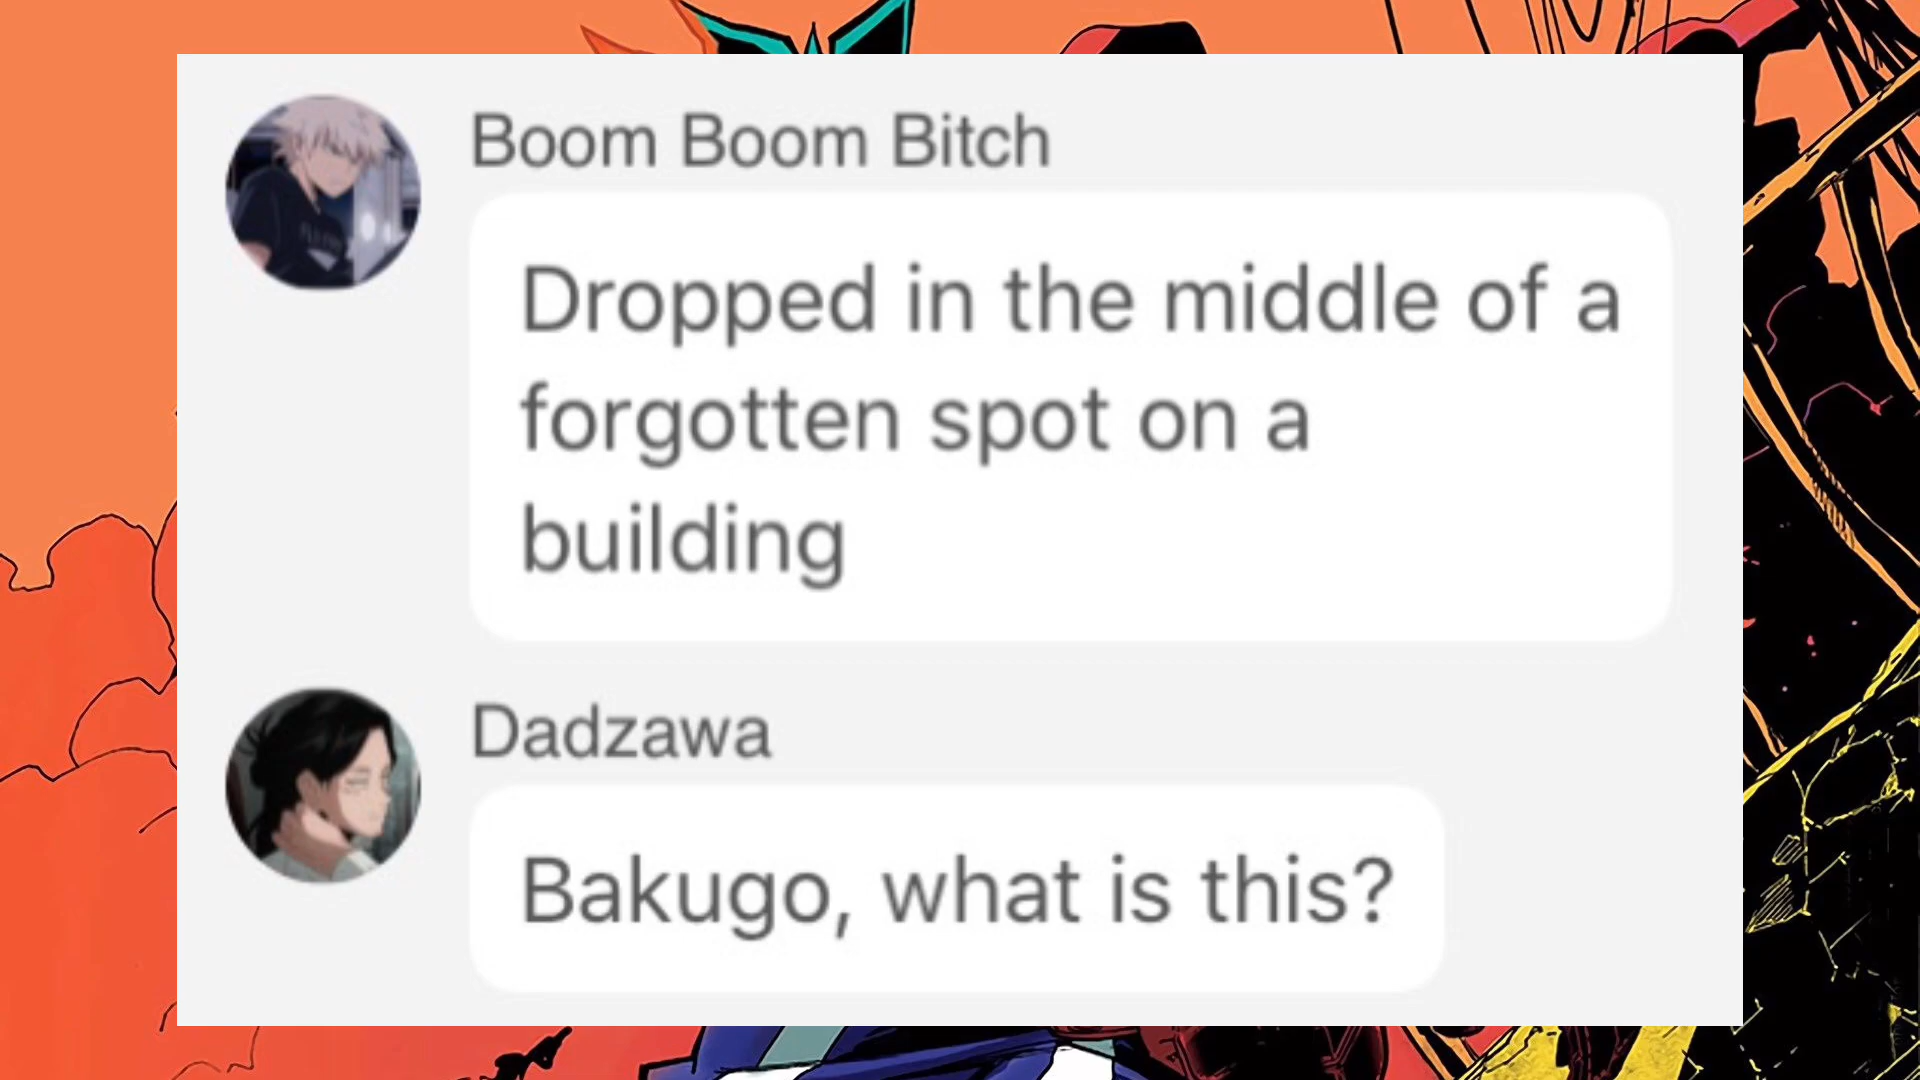 Boom Boom Bitch
Dropped in the middle of a
forgotten spot on a
building
Dadzawa
Bakugo, what is this?